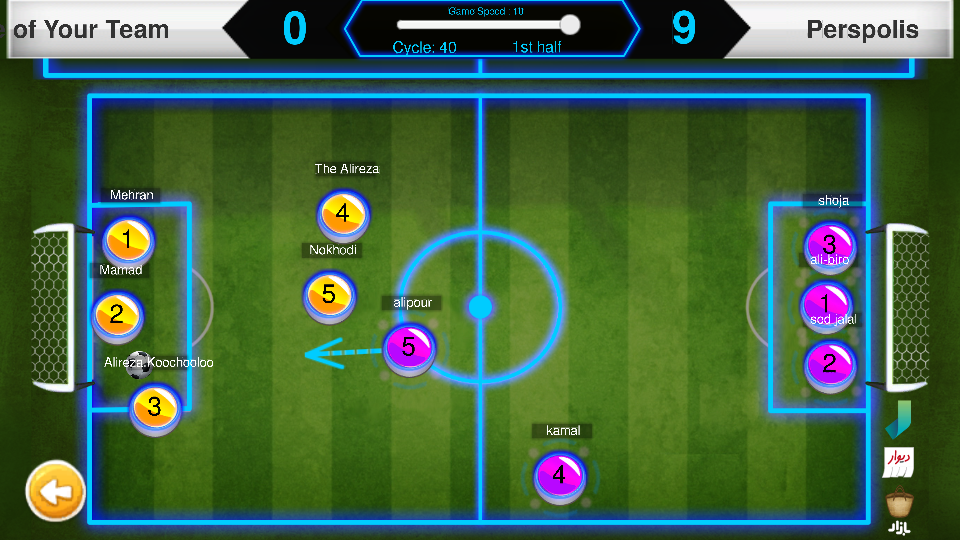 of Your Team
0
Game Speed : 10
Cycle: 40
1st half
9
Perspolis
The Alireza
4
Mehran
1
shoja
3
Nokhodi
5
Mamad
2
ali-biro
1
alipour
5
sed jalal
2
Alireza.Koochooloo
3
kamal
4
دیوار
بازار